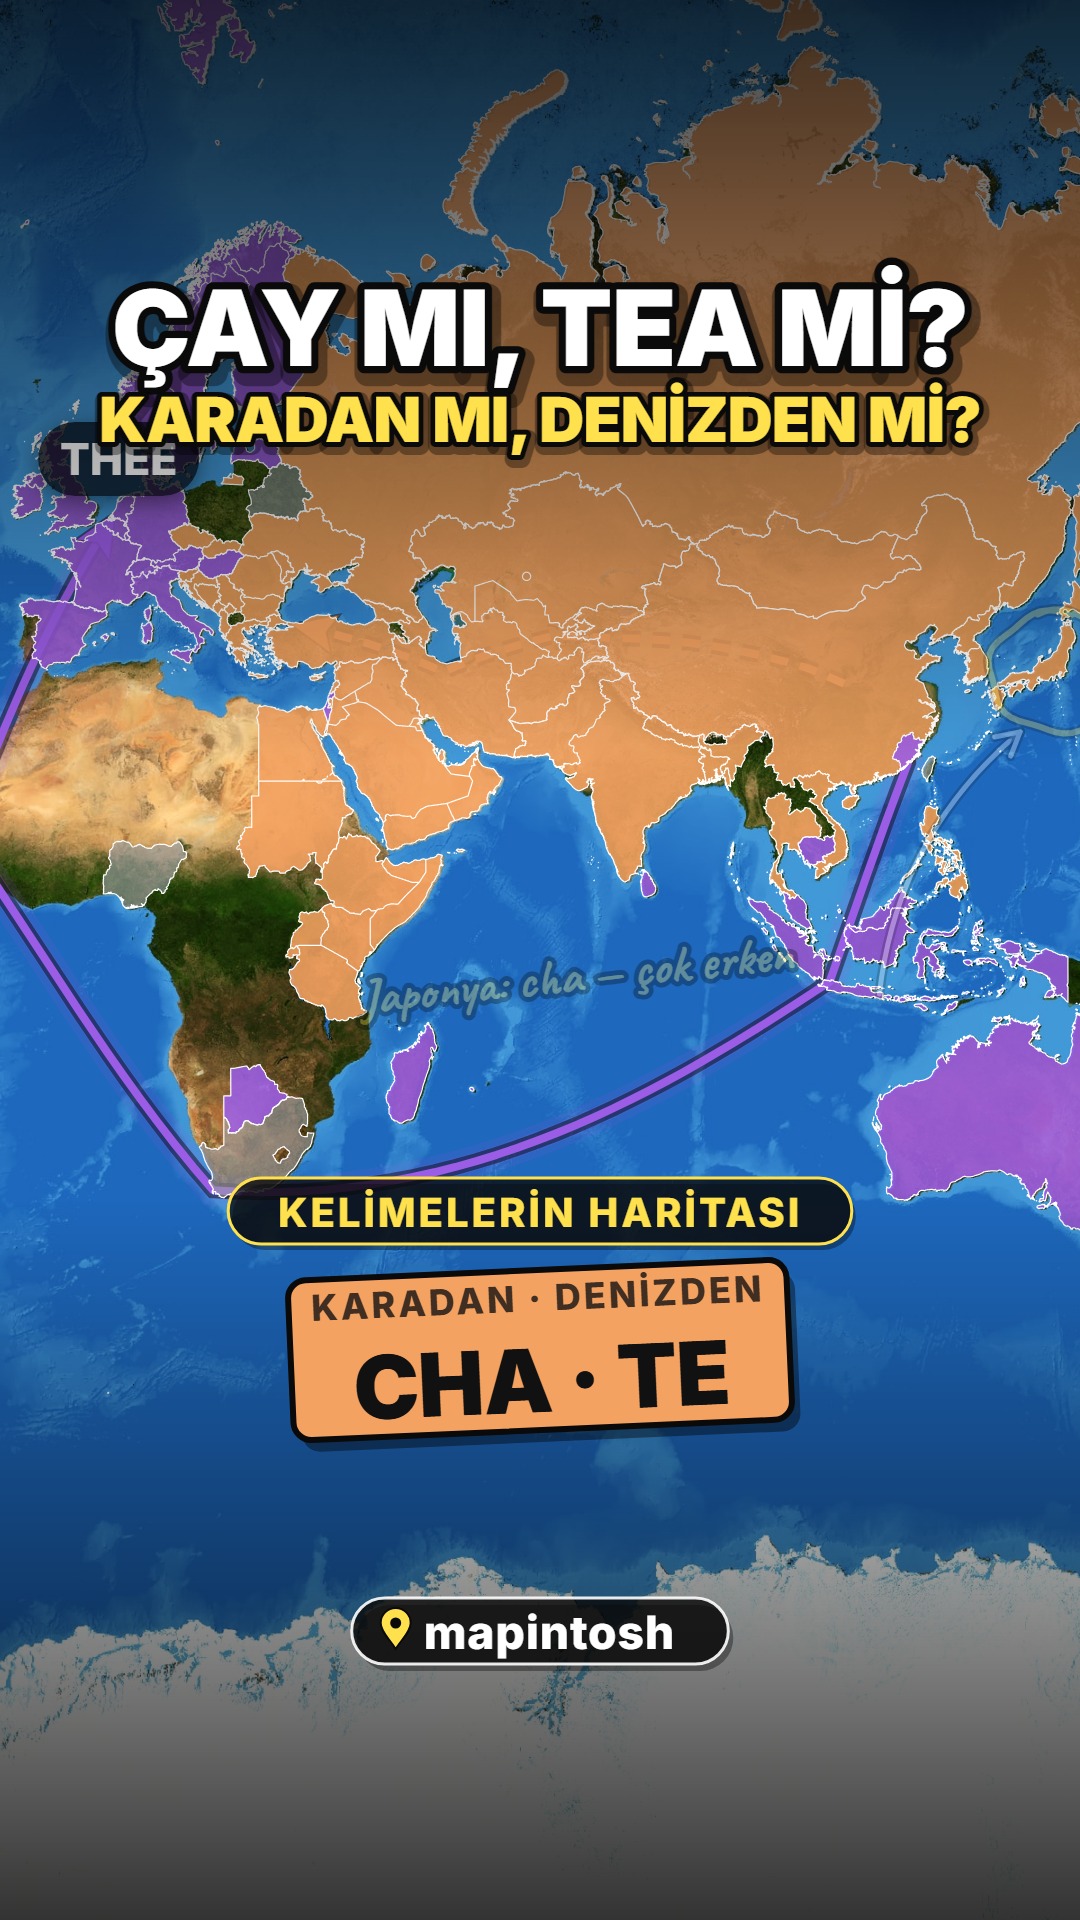 ÇAY MI, TEA Mİ?
KARADAN MI, DENİZDEN Mİ?
THEE
Japonya: cha – çok erken
KELİMELERİN HARİTASI
KARADAN · DENİZDEN
CHA · TE
mapintosh